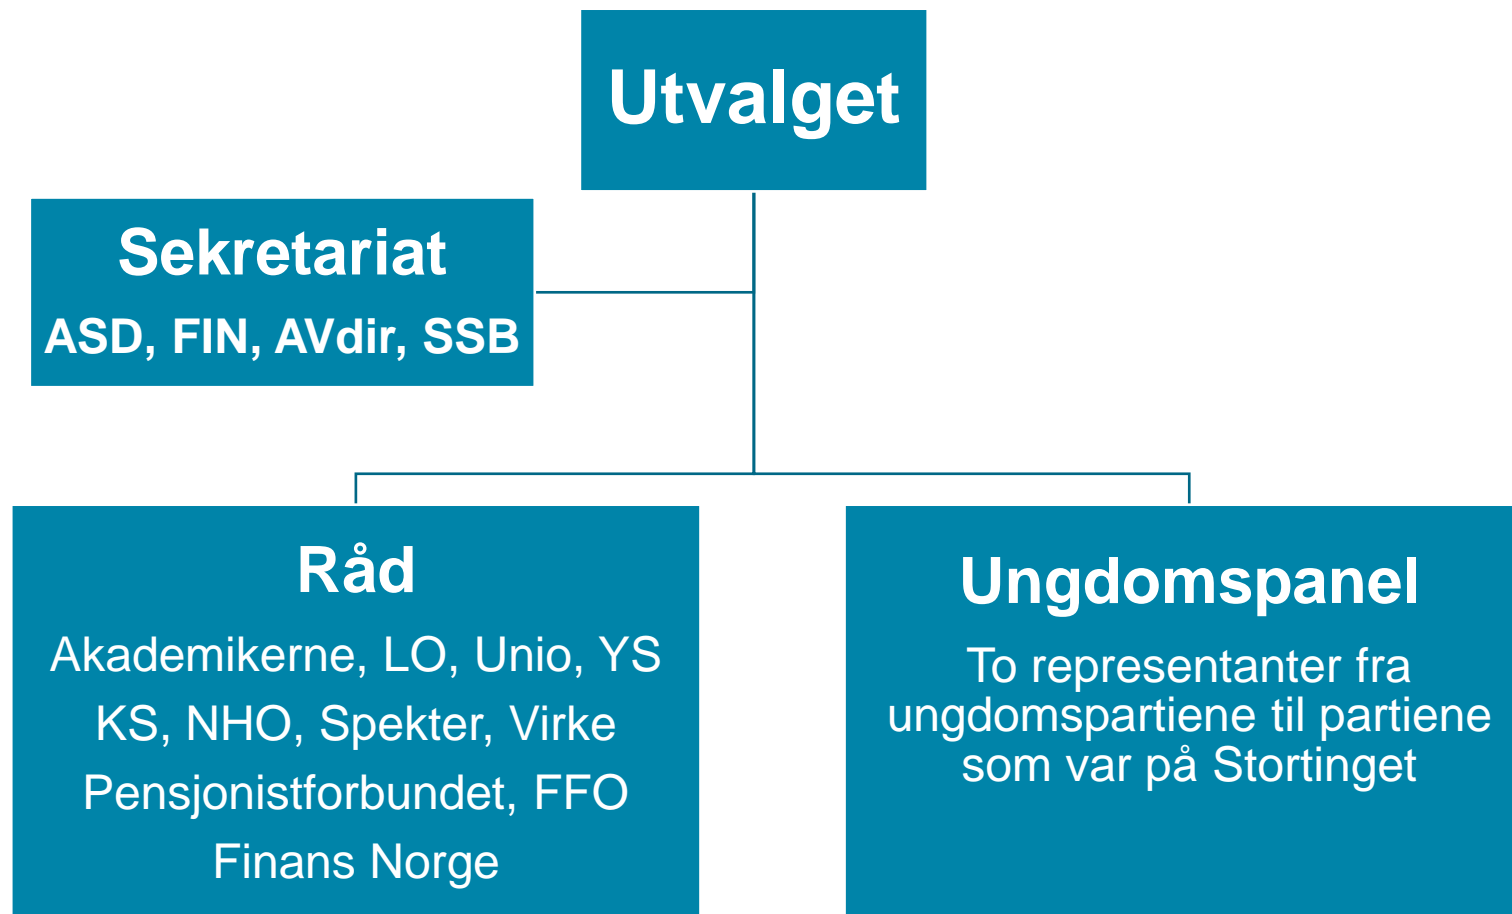 Utvalget
Sekretariat
ASD, FIN, AVdir, SSB
Råd
Akademikerne, LO, Unio, YS
KS, NHO, Spekter, Virke
Pensjonistforbundet, FFO
Finans Norge
Ungdomspanel
To representanter fra
ungdomspartiene til partiene
som var på Stortinget